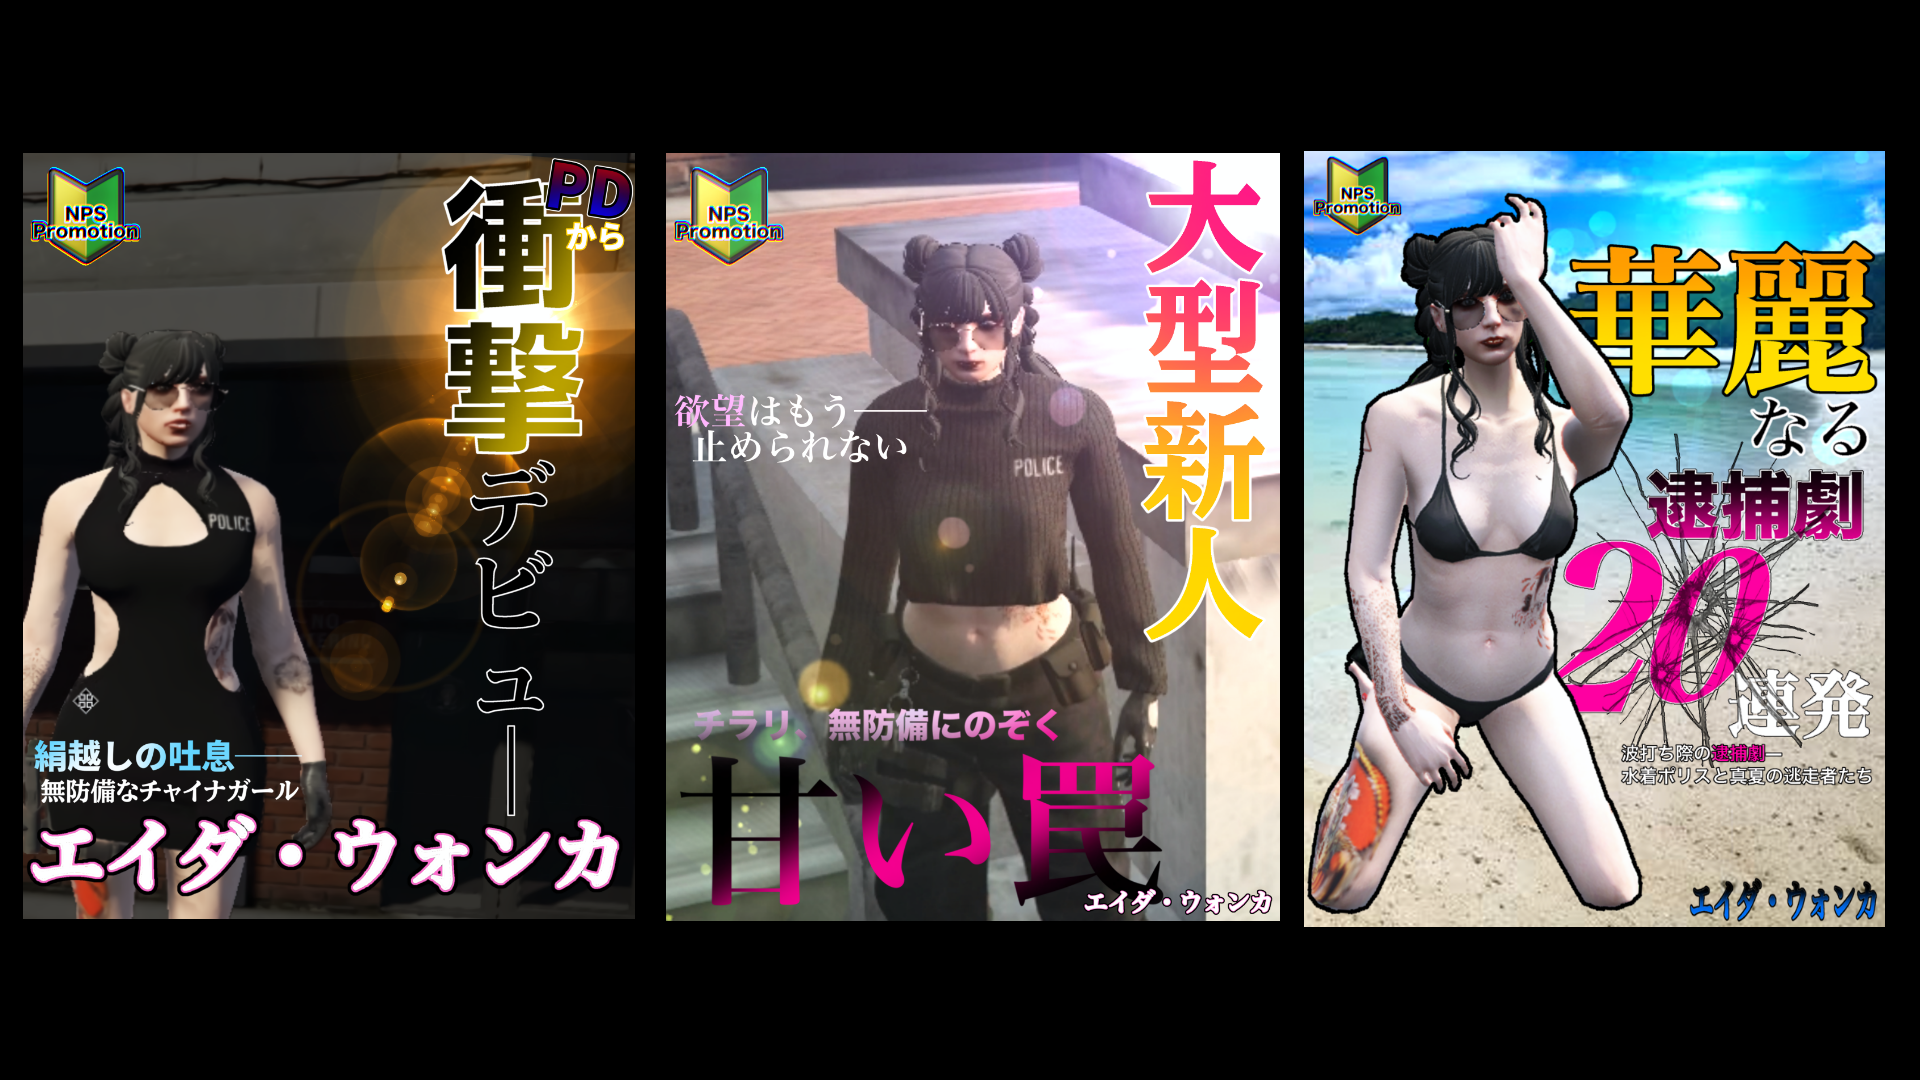 NPS
Promotion
PDから
衝撃デビュー
POLICE
絹越しの吐息──
無防備なチャイナガール
エイダ・ウォンカ
NPS
Promotion
大型新人
欲望はもう──
止められない
POLICE
チラリ、無防備にのぞく
甘い罠
エイダ・ウォンカ
NPS
Promotion
華麗
なる
逮捕劇
20
連発
波打ち際の逮捕劇─
水着ポリスと真夏の逃走者たち
エイダ・ウォンカ